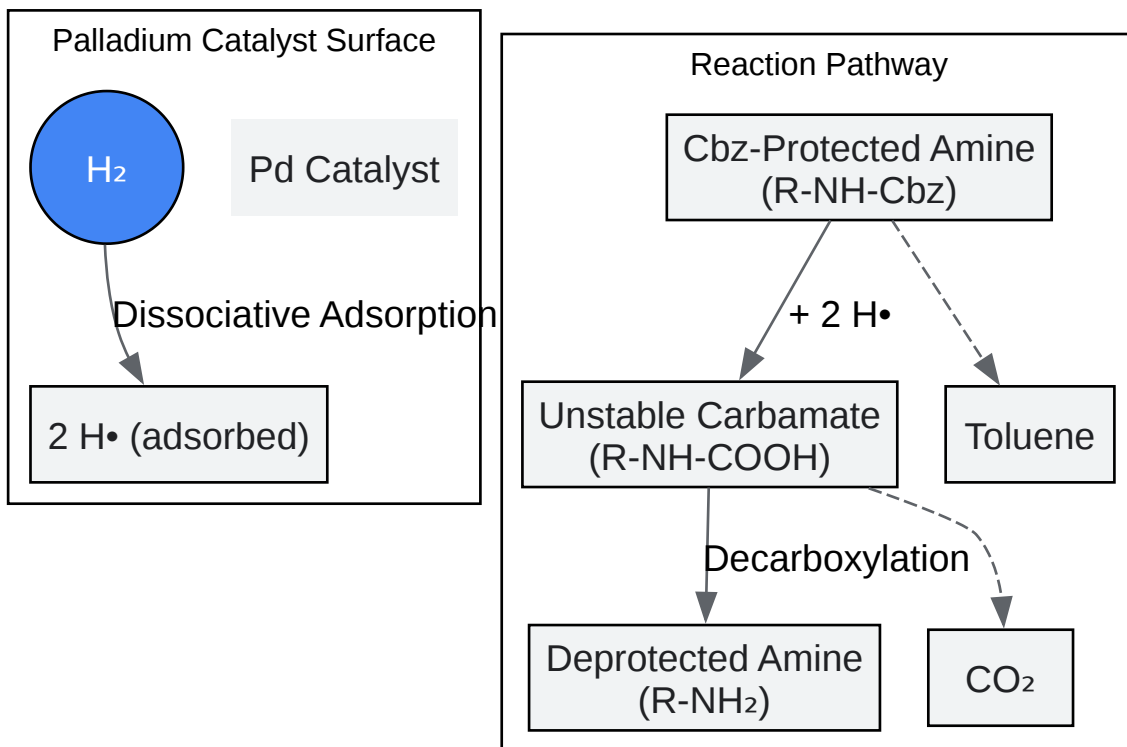 Palladium Catalyst Surface
H₂
Pd Catalyst
Dissociative Adsorption
2 H• (adsorbed)
Reaction Pathway
Cbz-Protected Amine
(R-NH-Cbz)
+ 2 H•
Unstable Carbamate
(R-NH-COOH)
Toluene
Decarboxylation
Deprotected Amine
(R-NH₂)
CO₂